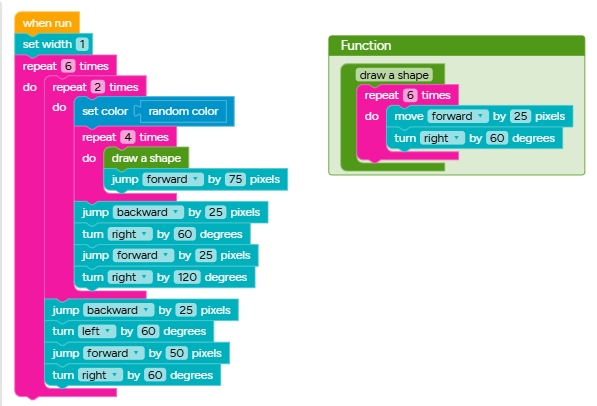 when run
set width 1
repeat 6 times
do repeat 2 times
do set color random color
repeat 4 times
do draw a shape
jump forward by 75 pixels
jump backward by 25 pixels
turn right by 60 degrees
jump forward by 25 pixels
turn right by 120 degrees
jump backward by 25 pixels
turn left by 60 degrees
jump forward by 50 pixels
turn right by 60 degrees
Function
draw a shape
repeat 6 times
do move forward by 25 pixels
turn right by 60 degrees